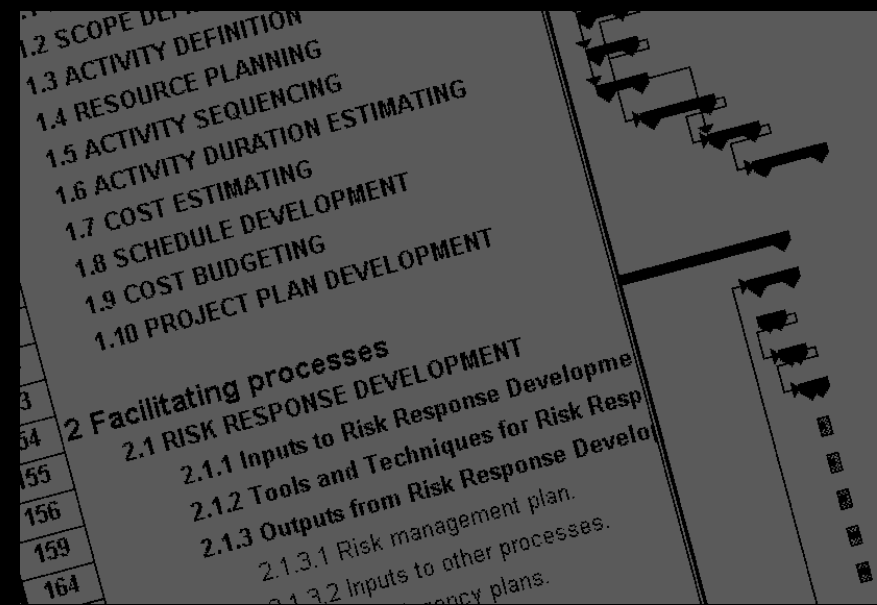 1.2 SCOPE
1.3 ACTIVITY DEFINITION
1.4 RESOURCE PLANNING
1.5 ACTIVITY SEQUENCING
1.6 ACTIVITY DURATION ESTIMATING
1.7 COST ESTIMATING
1.8 SCHEDULE DEVELOPMENT
1.9 COST BUDGETING
1.10 PROJECT PLAN DEVELOPMENT
2 Facilitating processes
2.1 RISK RESPONSE DEVELOPMENT
2.1.1 Inputs to Risk Response Developme
155 2.1.2 Tools and Techniques for Risk Resp
156 2.1.3 Outputs from Risk Response Develo
159 2.1.3.1 Risk management plan.
164 2.1.3.2 Inputs to other processes.
plans.